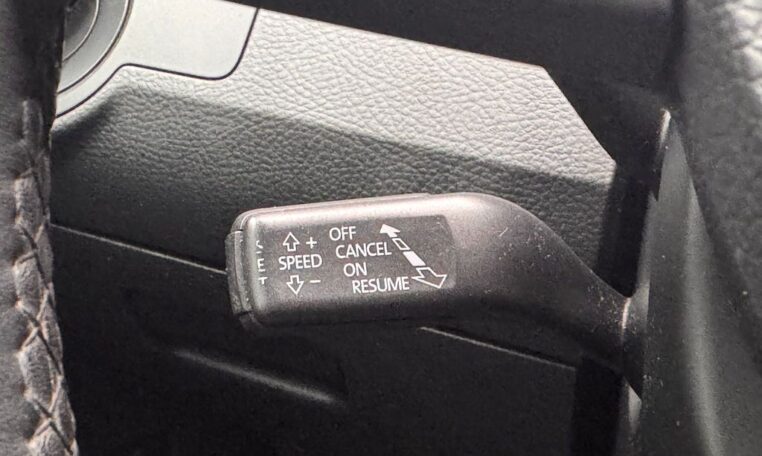 SET
SPEED
+
−
OFF
CANCEL
ON
RESUME